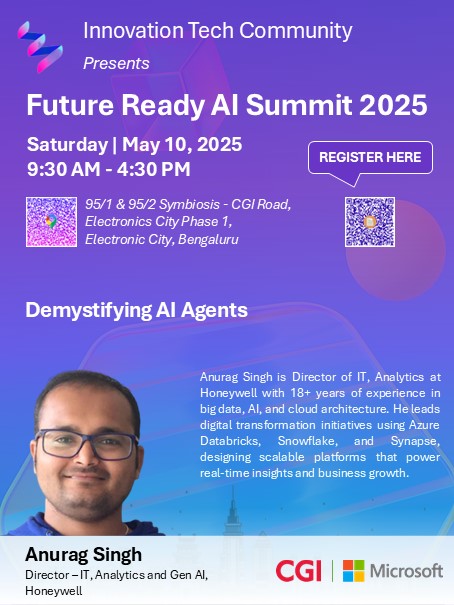 Innovation Tech Community
Presents
Future Ready AI Summit 2025
Saturday | May 10, 2025
9:30 AM - 4:30 PM
REGISTER HERE
95/1 & 95/2 Symbiosis - CGI Road,
Electronics City Phase 1,
Electronic City, Bengaluru
Demystifying AI Agents
Anurag Singh is Director of IT, Analytics at
Honeywell with 18+ years of experience in
big data, AI, and cloud architecture. He leads
digital transformation initiatives using Azure
Databricks, Snowflake, and Synapse,
designing scalable platforms that power
real-time insights and business growth.
Anurag Singh
Director – IT, Analytics and Gen AI,
Honeywell
CGI | Microsoft